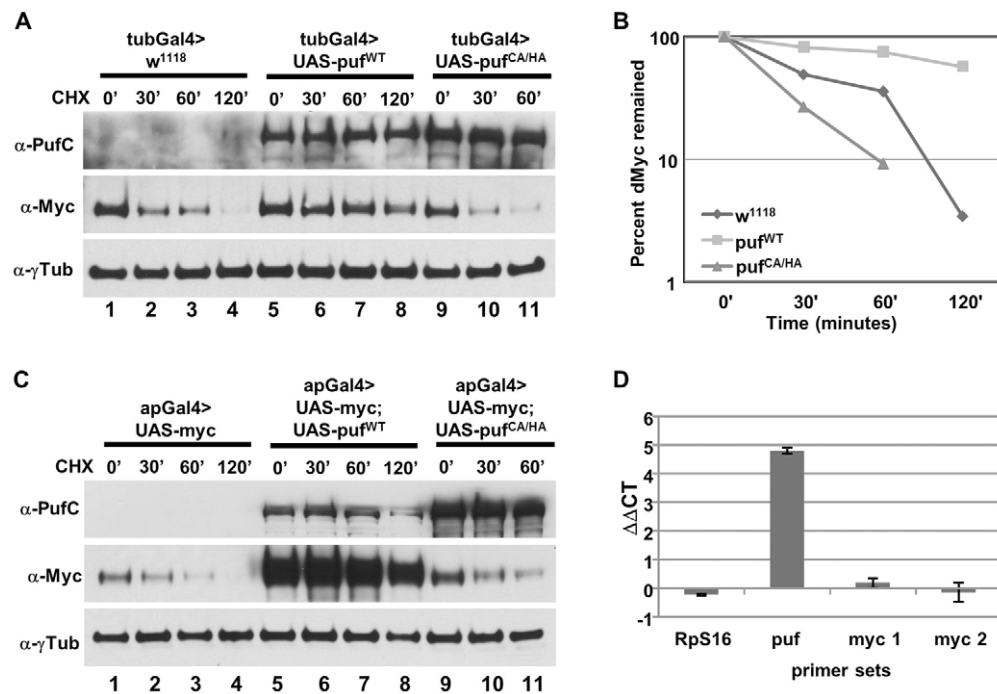 A
tubGal4>
w1118
tubGal4>
UAS-pufWT
tubGal4>
UAS-pufCA/HA
CHX 0' 30' 60' 120' 0' 30' 60' 120' 0' 30' 60'
α-PufC
α-Myc
α-γTub
1 2 3 4 5 6 7 8 9 10 11
B
Percent dMyc remained
100
10
1
w1118
pufWT
pufCA/HA
0' 30' 60' 120'
Time (minutes)
C
apGal4>
UAS-myc
apGal4>
UAS-myc;
UAS-pufWT
apGal4>
UAS-myc;
UAS-pufCA/HA
CHX 0' 30' 60' 120' 0' 30' 60' 120' 0' 30' 60'
α-PufC
α-Myc
α-γTub
1 2 3 4 5 6 7 8 9 10 11
D
ΔΔCT
6
5
4
3
2
1
0
-1
RpS16 puf myc 1 myc 2
primer sets